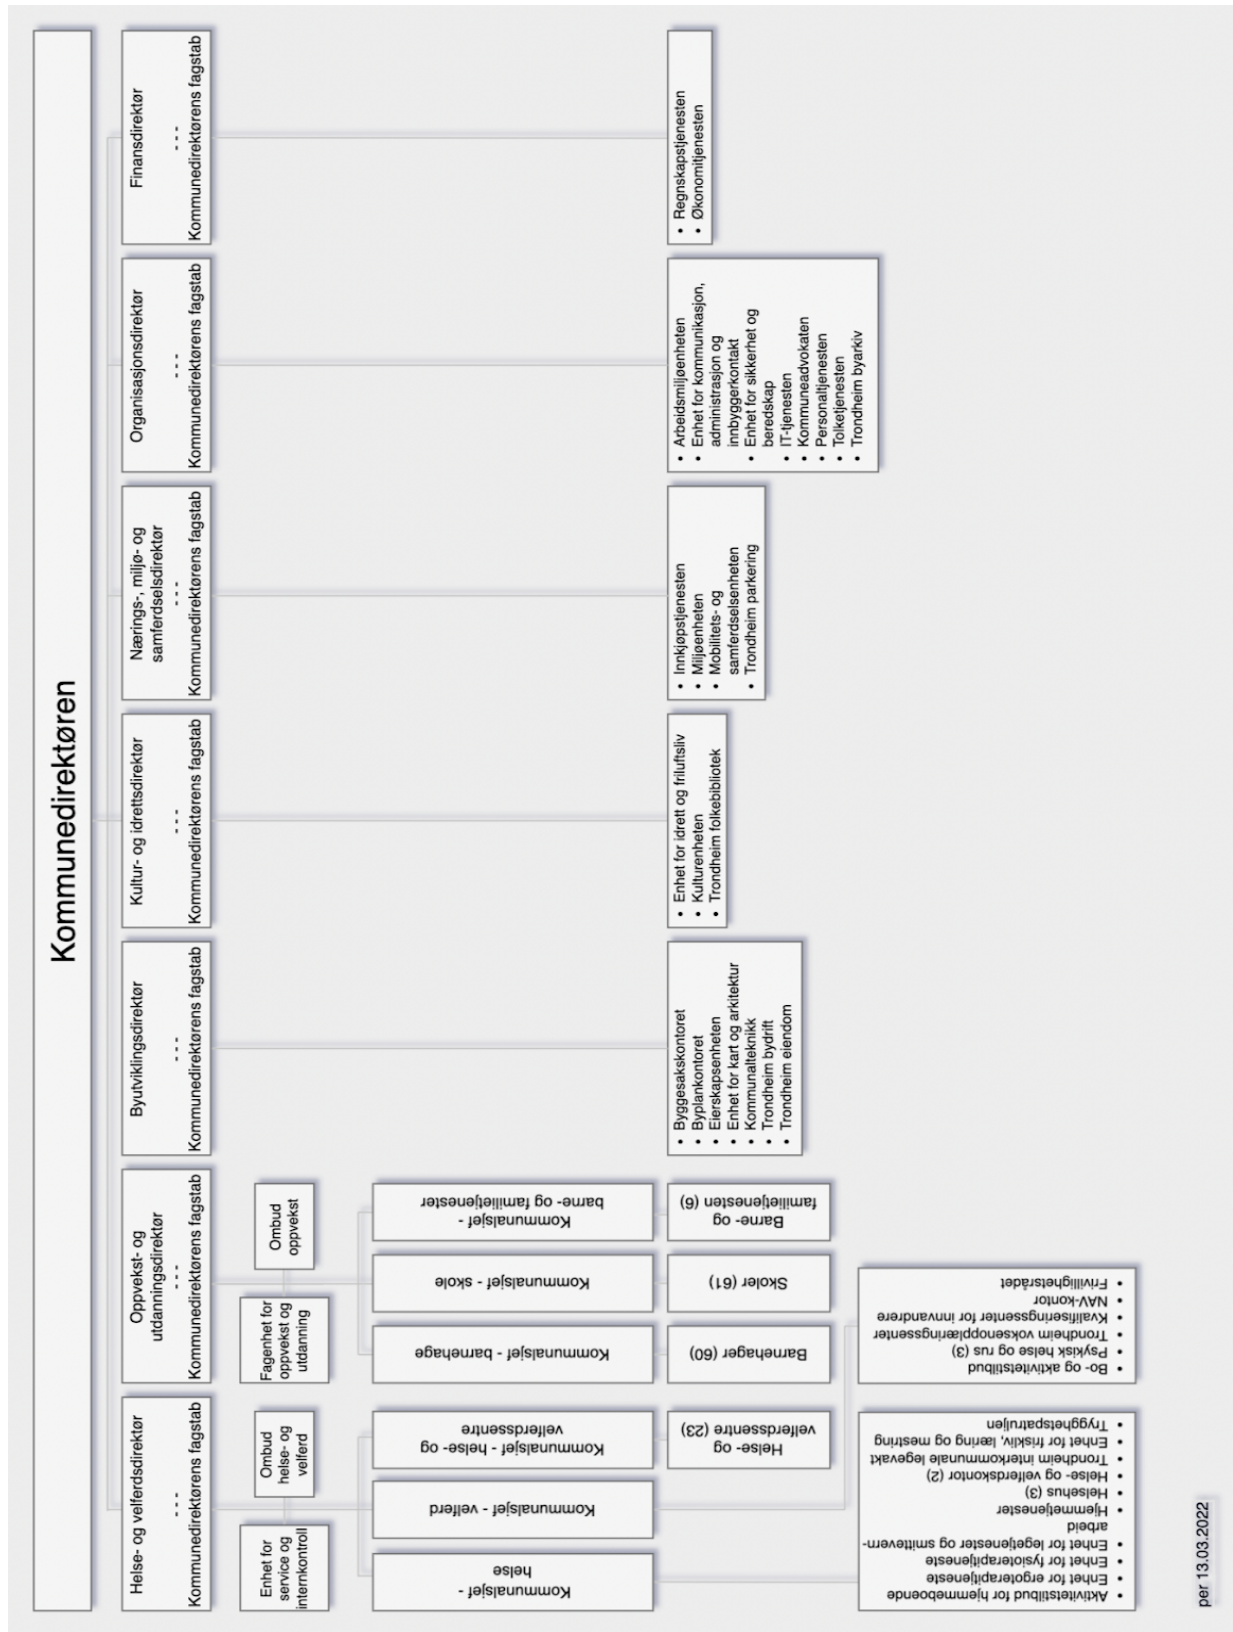 Kommunedirektøren
Helse- og velferdsdirektør
- - -
Kommunedirektørens fagstab
Oppvekst- og
utdanningsdirektør
- - -
Kommunedirektørens fagstab
Byutviklingsdirektør
- - -
Kommunedirektørens fagstab
Kultur- og idrettsdirektør
- - -
Kommunedirektørens fagstab
Nærings-, miljø- og
samferdselsdirektør
- - -
Kommunedirektørens fagstab
Organisasjonsdirektør
- - -
Kommunedirektørens fagstab
Finansdirektør
- - -
Kommunedirektørens fagstab
Enhet for
service og
internkontroll
Ombud
helse- og
velferd
Fagenhet for
oppvekst og
utdanning
Ombud
oppvekst
Kommunalsjef -
helse
Kommunalsjef - velferd
Kommunalsjef - helse- og
velferdssentre
Kommunalsjef - barnehage
Kommunalsjef - skole
Kommunalsjef -
barne- og familietjenester
Helse- og
velferdssentre (23)
Barnehager (60)
Skoler (61)
Barne- og
familietjenesten (6)
• Byggesakskontoret
• Byplankontoret
• Eierskapsenheten
• Enhet for kart og arkitektur
• Kommunalteknikk
• Trondheim bydrift
• Trondheim eiendom
• Enhet for idrett og friluftsliv
• Kulturenheten
• Trondheim folkebibliotek
• Innkjøpstjenesten
• Miljøenheten
• Mobilitets- og
samferdselsenheten
• Trondheim parkering
• Arbeidsmiljøenheten
• Enhet for kommunikasjon,
administrasjon og
innbyggerkontakt
• Enhet for sikkerhet og
beredskap
• IT-tjenesten
• Kommuneadvokaten
• Personaltjenesten
• Tolketjenesten
• Trondheim byarkiv
• Regnskapstjenesten
• Økonomitjenesten
• Aktivitetstilbud for hjemmeboende
• Enhet for ergoterapitjeneste
• Enhet for fysioterapitjeneste
• Enhet for legetjenester og smittevern-
arbeid
• Hjemmetjenester
• Helsehus (3)
• Helse- og velferdskontor (2)
• Trondheim interkommunale legevakt
• Enhet for friskliv, læring og mestring
• Trygghetspatruljen
• Bo- og aktivitetstilbud
• Psykisk helse og rus (3)
• Trondheim voksenopplæringssenter
• Kvalifiseringssenter for innvandrere
• NAV-kontor
• Frivillighetsrådet
per 13.03.2022